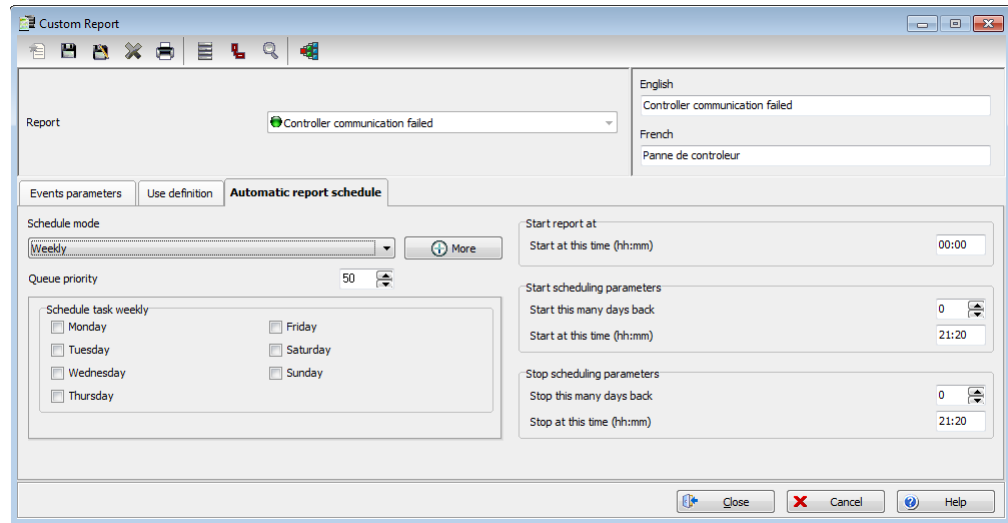 Custom Report
English
Controller communication failed
Report
Controller communication failed
French
Panne de controleur
Events parameters
Use definition
Automatic report schedule
Schedule mode
Weekly
More
Queue priority
50
Schedule task weekly
Monday
Friday
Tuesday
Saturday
Wednesday
Sunday
Thursday
Start report at
Start at this time (hh:mm)
00:00
Start scheduling parameters
Start this many days back
0
Start at this time (hh:mm)
21:20
Stop scheduling parameters
Stop this many days back
0
Stop at this time (hh:mm)
21:20
Close
Cancel
Help